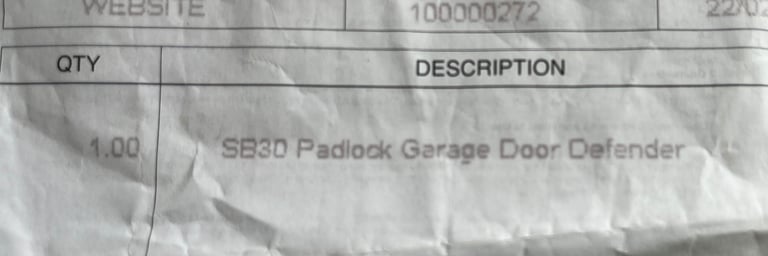 WEBSITE 100000272
QTY DESCRIPTION
1.00 SB30 Padlock Garage Door Defender